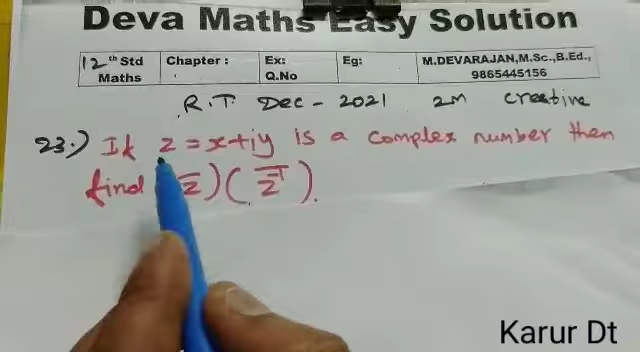 Deva Maths Easy Solution
12th Std Maths Chapter : Ex: Q.No Eg: M.DEVARAJAN,M.Sc.,B.Ed., 9865445156
R.T. Dec - 2021 2M creative
23.) If z = x+iy is a complex number then
find z̄)( z̄⁻¹ ).
Karur Dt